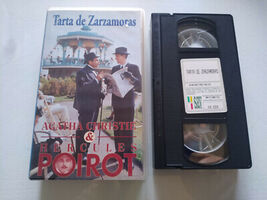 Tarta de Zarzamoras
AGATHA CHRISTIE
&
HERCULES
POIROT
TARTA DE ZARZAMORAS